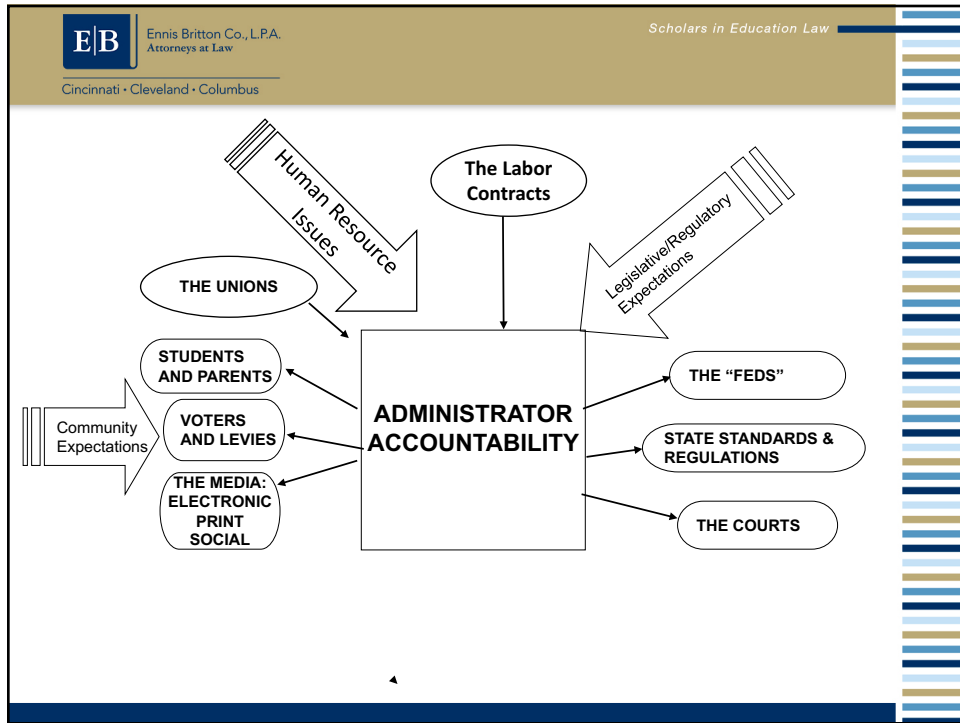 E|B
Ennis Britton Co., L.P.A.
Attorneys at Law
Cincinnati • Cleveland • Columbus
Scholars in Education Law
Human Resource
Issues
The Labor
Contracts
Legislative/Regulatory
Expectations
THE UNIONS
STUDENTS
AND PARENTS
Community
Expectations
VOTERS
AND LEVIES
THE MEDIA:
ELECTRONIC
PRINT
SOCIAL
ADMINISTRATOR
ACCOUNTABILITY
THE “FEDS”
STATE STANDARDS &
REGULATIONS
THE COURTS